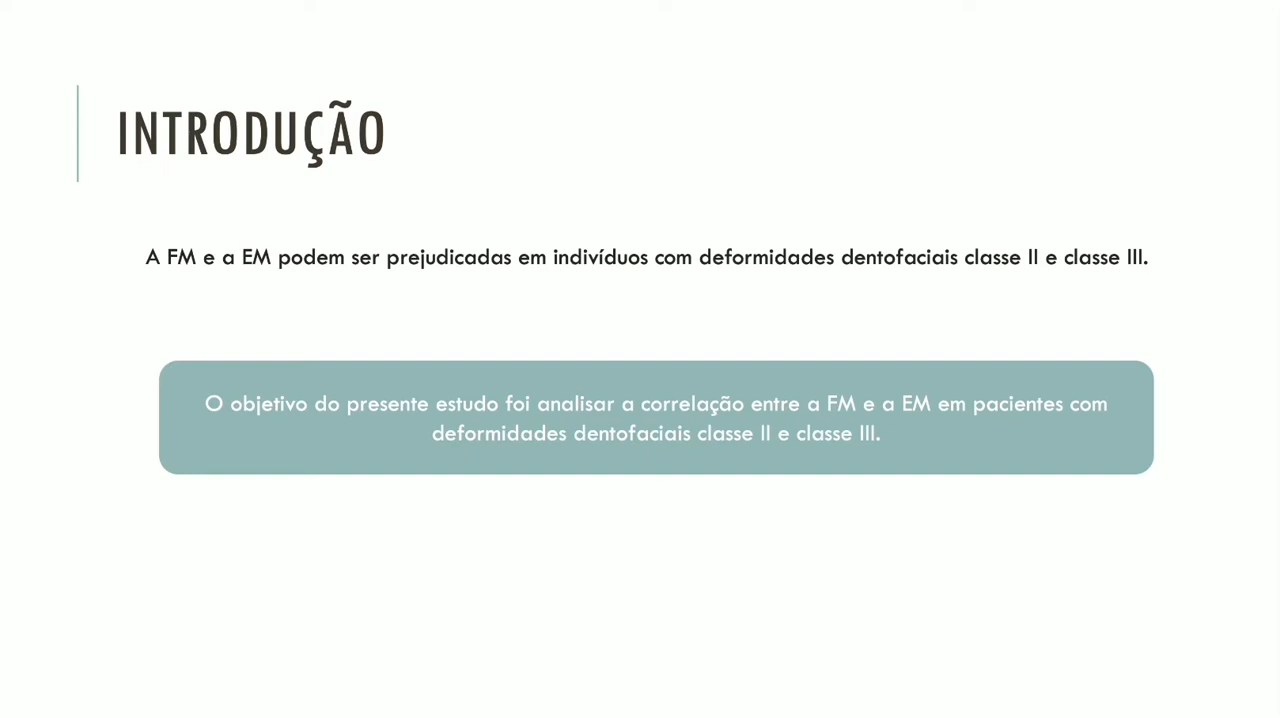 INTRODUÇÃO
A FM e a EM podem ser prejudicadas em indivíduos com deformidades dentofaciais classe II e classe III.
O objetivo do presente estudo foi analisar a correlação entre a FM e a EM em pacientes com
deformidades dentofaciais classe II e classe III.